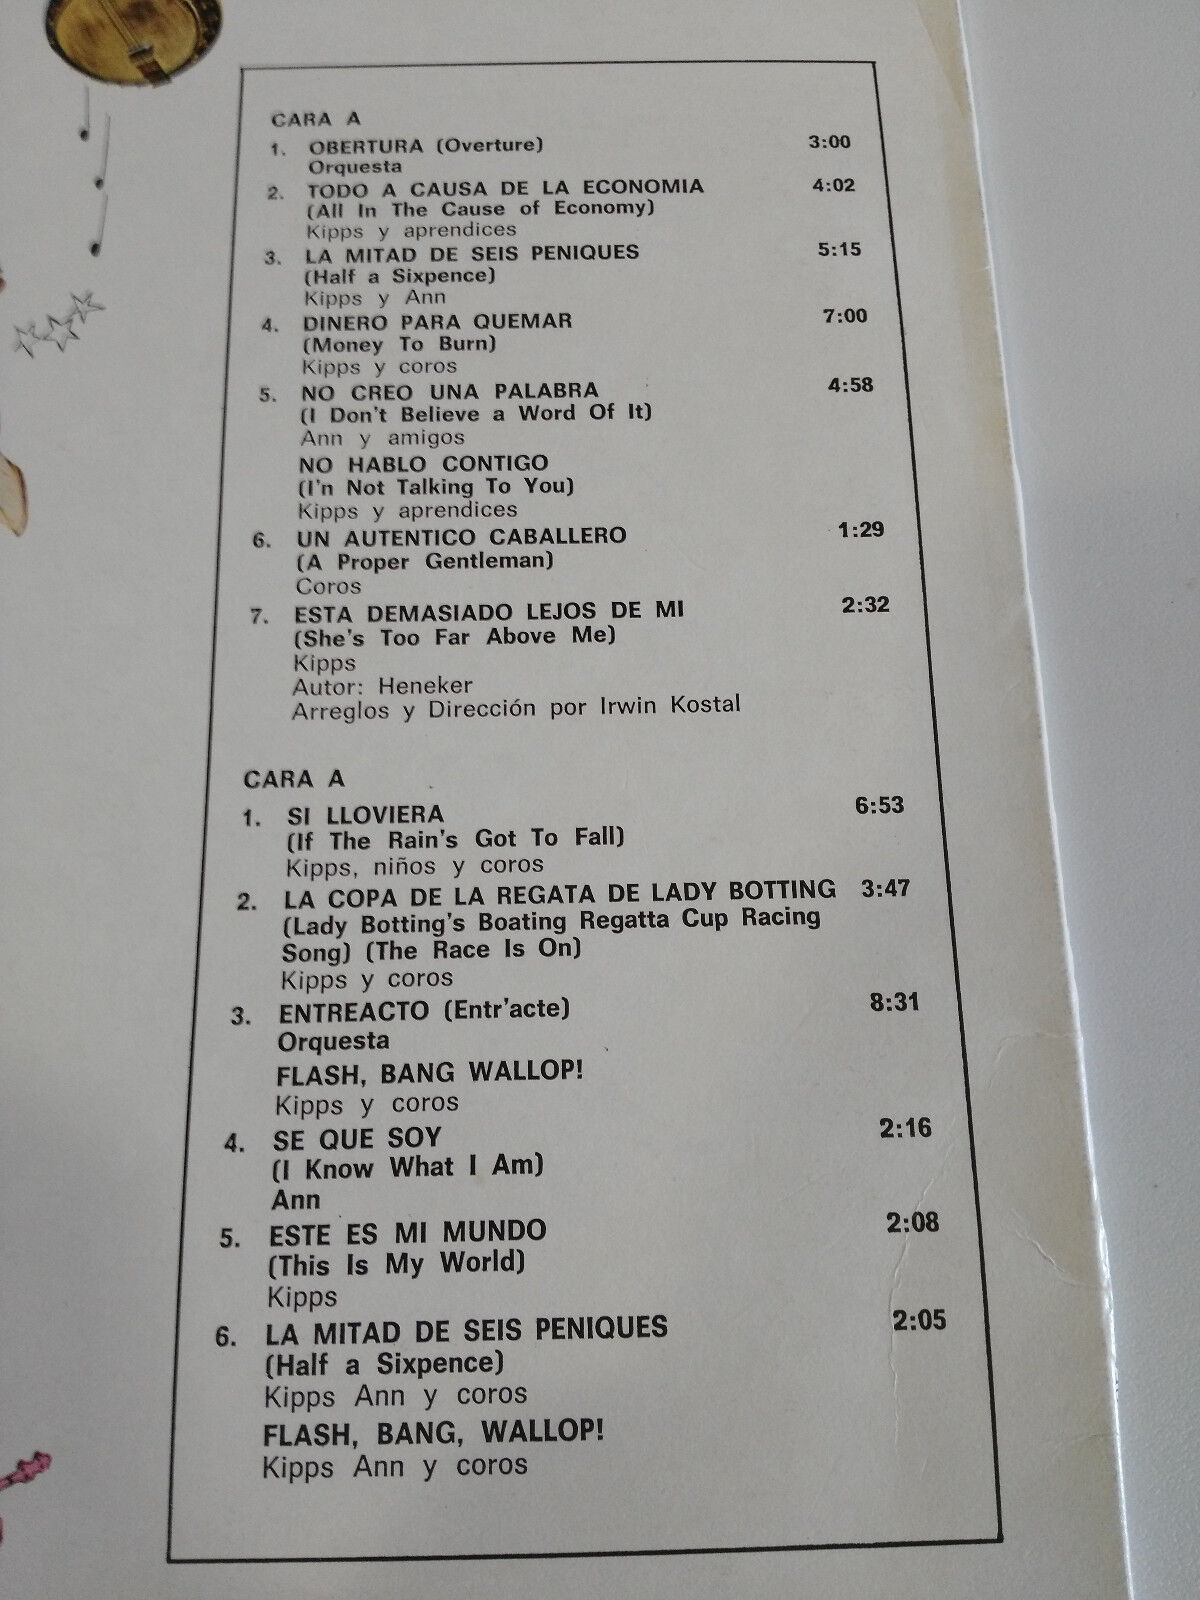 CARA A
1. OBERTURA (Overture) 3:00
Orquesta
2. TODO A CAUSA DE LA ECONOMIA 4:02
(All In The Cause of Economy)
Kipps y aprendices
3. LA MITAD DE SEIS PENIQUES 5:15
(Half a Sixpence)
Kipps y Ann
4. DINERO PARA QUEMAR 7:00
(Money To Burn)
Kipps y coros
5. NO CREO UNA PALABRA 4:58
(I Don't Believe a Word Of It)
Ann y amigos
NO HABLO CONTIGO
(I'n Not Talking To You)
Kipps y aprendices
6. UN AUTENTICO CABALLERO 1:29
(A Proper Gentleman)
Coros
7. ESTA DEMASIADO LEJOS DE MI 2:32
(She's Too Far Above Me)
Kipps
Autor: Heneker
Arreglos y Dirección por Irwin Kostal
CARA A
1. SI LLOVIERA 6:53
(If The Rain's Got To Fall)
Kipps, niños y coros
2. LA COPA DE LA REGATA DE LADY BOTTING 3:47
(Lady Botting's Boating Regatta Cup Racing
Song) (The Race Is On)
Kipps y coros
3. ENTREACTO (Entr'acte) 8:31
Orquesta
FLASH, BANG WALLOP!
Kipps y coros
4. SE QUE SOY 2:16
(I Know What I Am)
Ann
5. ESTE ES MI MUNDO 2:08
(This Is My World)
Kipps
6. LA MITAD DE SEIS PENIQUES 2:05
(Half a Sixpence)
Kipps Ann y coros
FLASH, BANG, WALLOP!
Kipps Ann y coros